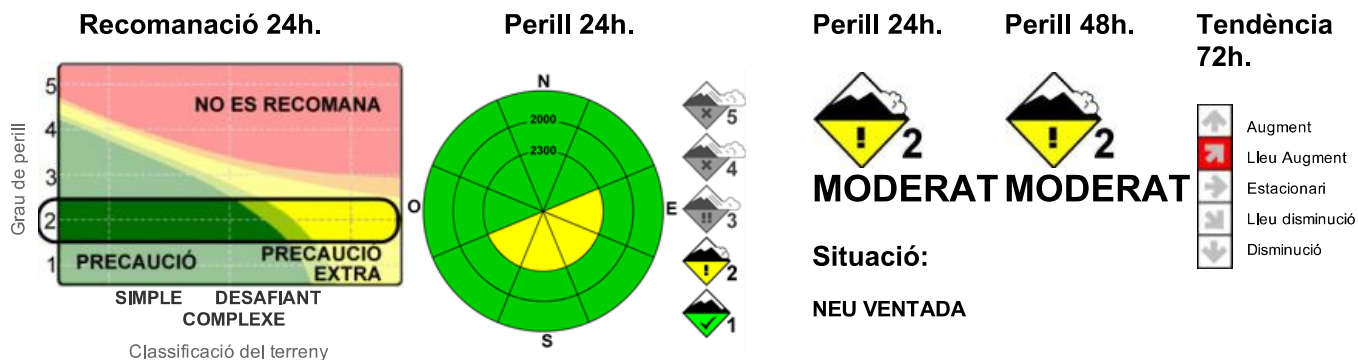 Recomanació 24h.
Perill 24h.
Perill 24h.
Perill 48h.
Tendència
72h.
Grau de perill
5
4
3
2
1
NO ES RECOMANA
PRECAUCIÓ
PRECAUCIÓ
EXTRA
SIMPLE DESAFIANT
COMPLEXE
Classificació del terreny
N
2000
2300
O
E
S
5
4
!! 3
! 2
1
! 2
MODERAT
! 2
MODERAT
Situació:
NEU VENTADA
Augment
Lleu Augment
Estacionari
Lleu disminució
Disminució